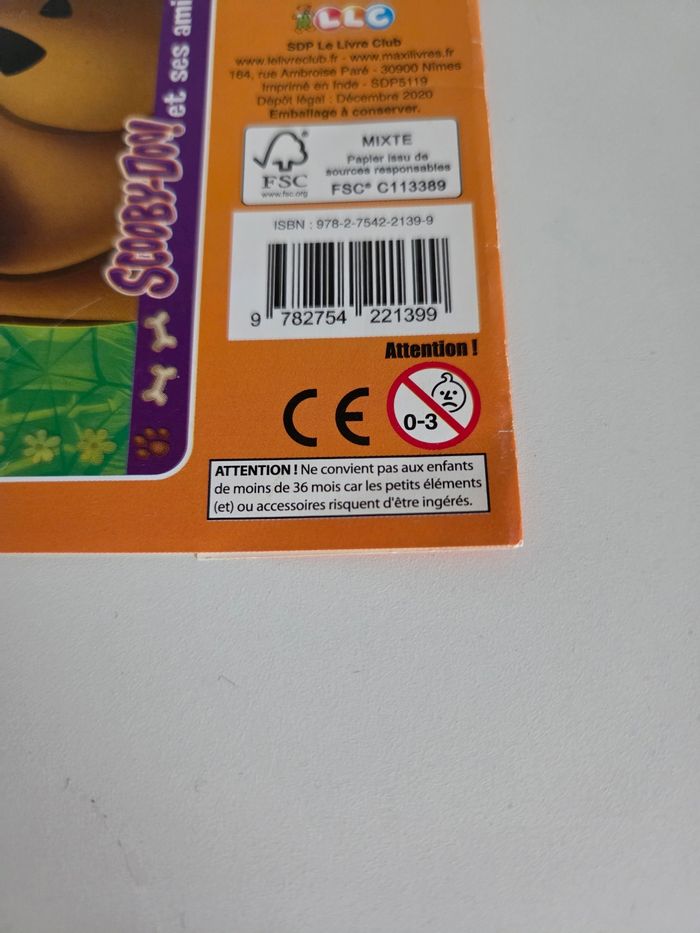 LLC
SDP Le Livre Club
www.lelivreclub.fr - www.maxilivres.fr
184, rue Ambroise Paré - 30900 Nîmes
Imprimé en Inde - SDP5119
Dépôt légal : Décembre 2020
Emballage à conserver.
FSC
www.fsc.org
MIXTE
Papier issu de
sources responsables
FSC® C113389
ISBN : 978-2-7542-2139-9
9 782754 221399
Attention !
CE
0-3
ATTENTION ! Ne convient pas aux enfants
de moins de 36 mois car les petits éléments
(et) ou accessoires risquent d'être ingérés.
SCOOBY-DOO! et ses ami